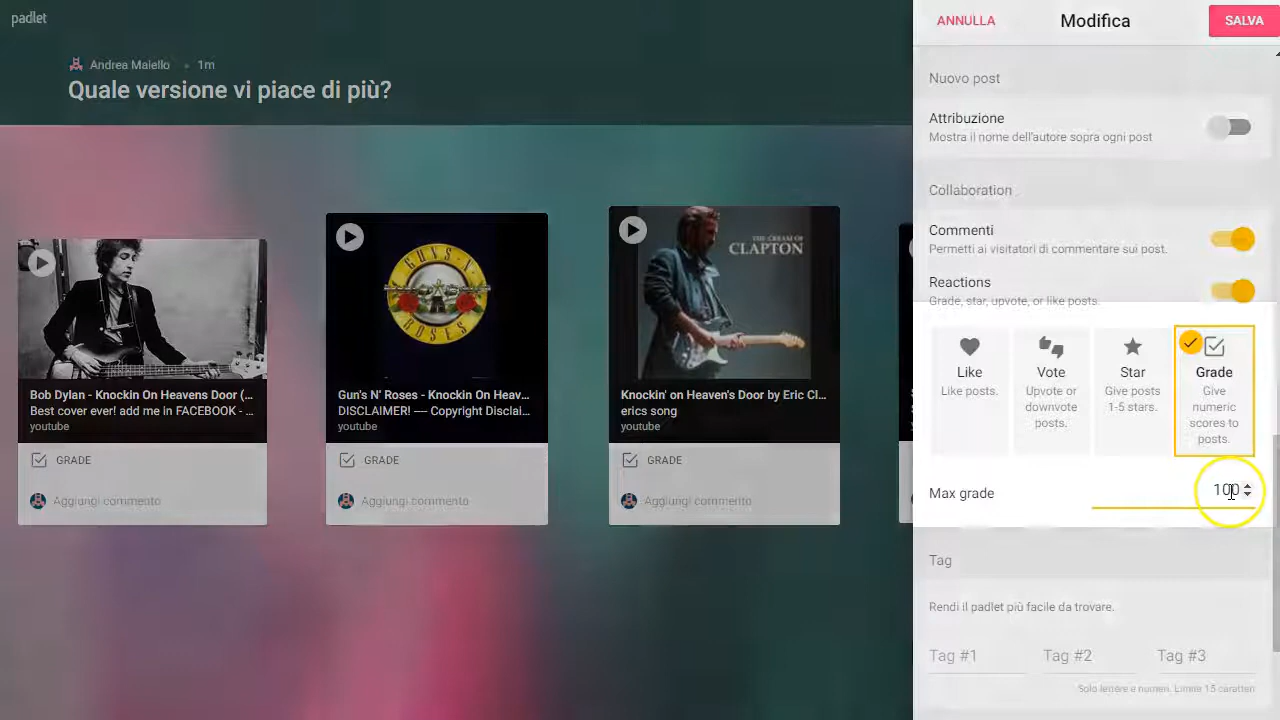 padlet
Andrea Maiello • 1m
Quale versione vi piace di più?
GUNS N'
ROSES
THE CREAM OF
CLAPTON
Bob Dylan - Knockin On Heavens Door (...
Best cover ever! add me in FACEBOOK - ...
youtube
GRADE
Aggiungi commento
Gun's N' Roses - Knockin On Heav...
DISCLAIMER! –– Copyright Disclai...
youtube
GRADE
Aggiungi commento
Knockin' on Heaven's Door by Eric Cl...
erics song
youtube
GRADE
Aggiungi commento
ANNULLA
Modifica
SALVA
Nuovo post
Attribuzione
Mostra il nome dell'autore sopra ogni post
Collaboration
Commenti
Permetti ai visitatori di commentare sui post.
Reactions
Grade, star, upvote, or like posts.
Like
Like posts.
Vote
Upvote or
downvote
posts.
Star
Give posts
1-5 stars.
Grade
Give
numeric
scores to
posts.
Max grade
100
Tag
Rendi il padlet più facile da trovare.
Tag #1
Tag #2
Tag #3
Solo lettere e numeri. Limite 15 caratteri